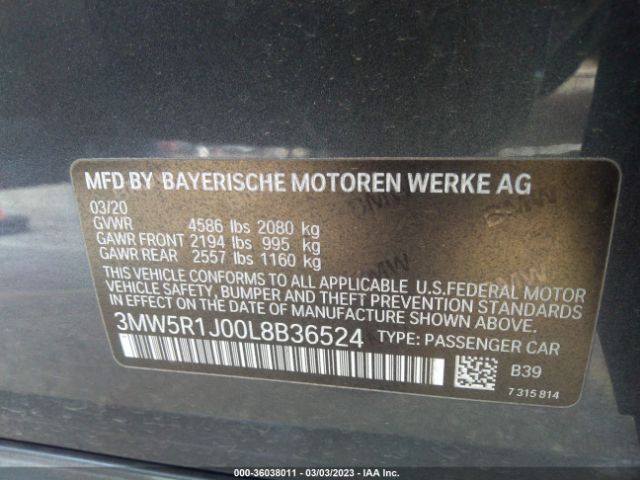 MFD BY BAYERISCHE MOTOREN WERKE AG
03/20
GVWR 4586 lbs 2080 kg
GAWR FRONT 2194 lbs 995 kg
GAWR REAR 2557 lbs 1160 kg
THIS VEHICLE CONFORMS TO ALL APPLICABLE U.S.FEDERAL MOTOR
VEHICLE SAFETY, BUMPER, AND THEFT PREVENTION STANDARDS
IN EFFECT ON THE DATE OF MANUFACTURE SHOWN ABOVE.
3MW5R1J00L8B36524 TYPE: PASSENGER CAR
B39
7 315 814
000-36038011 — 03/03/2023 — IAA Inc.